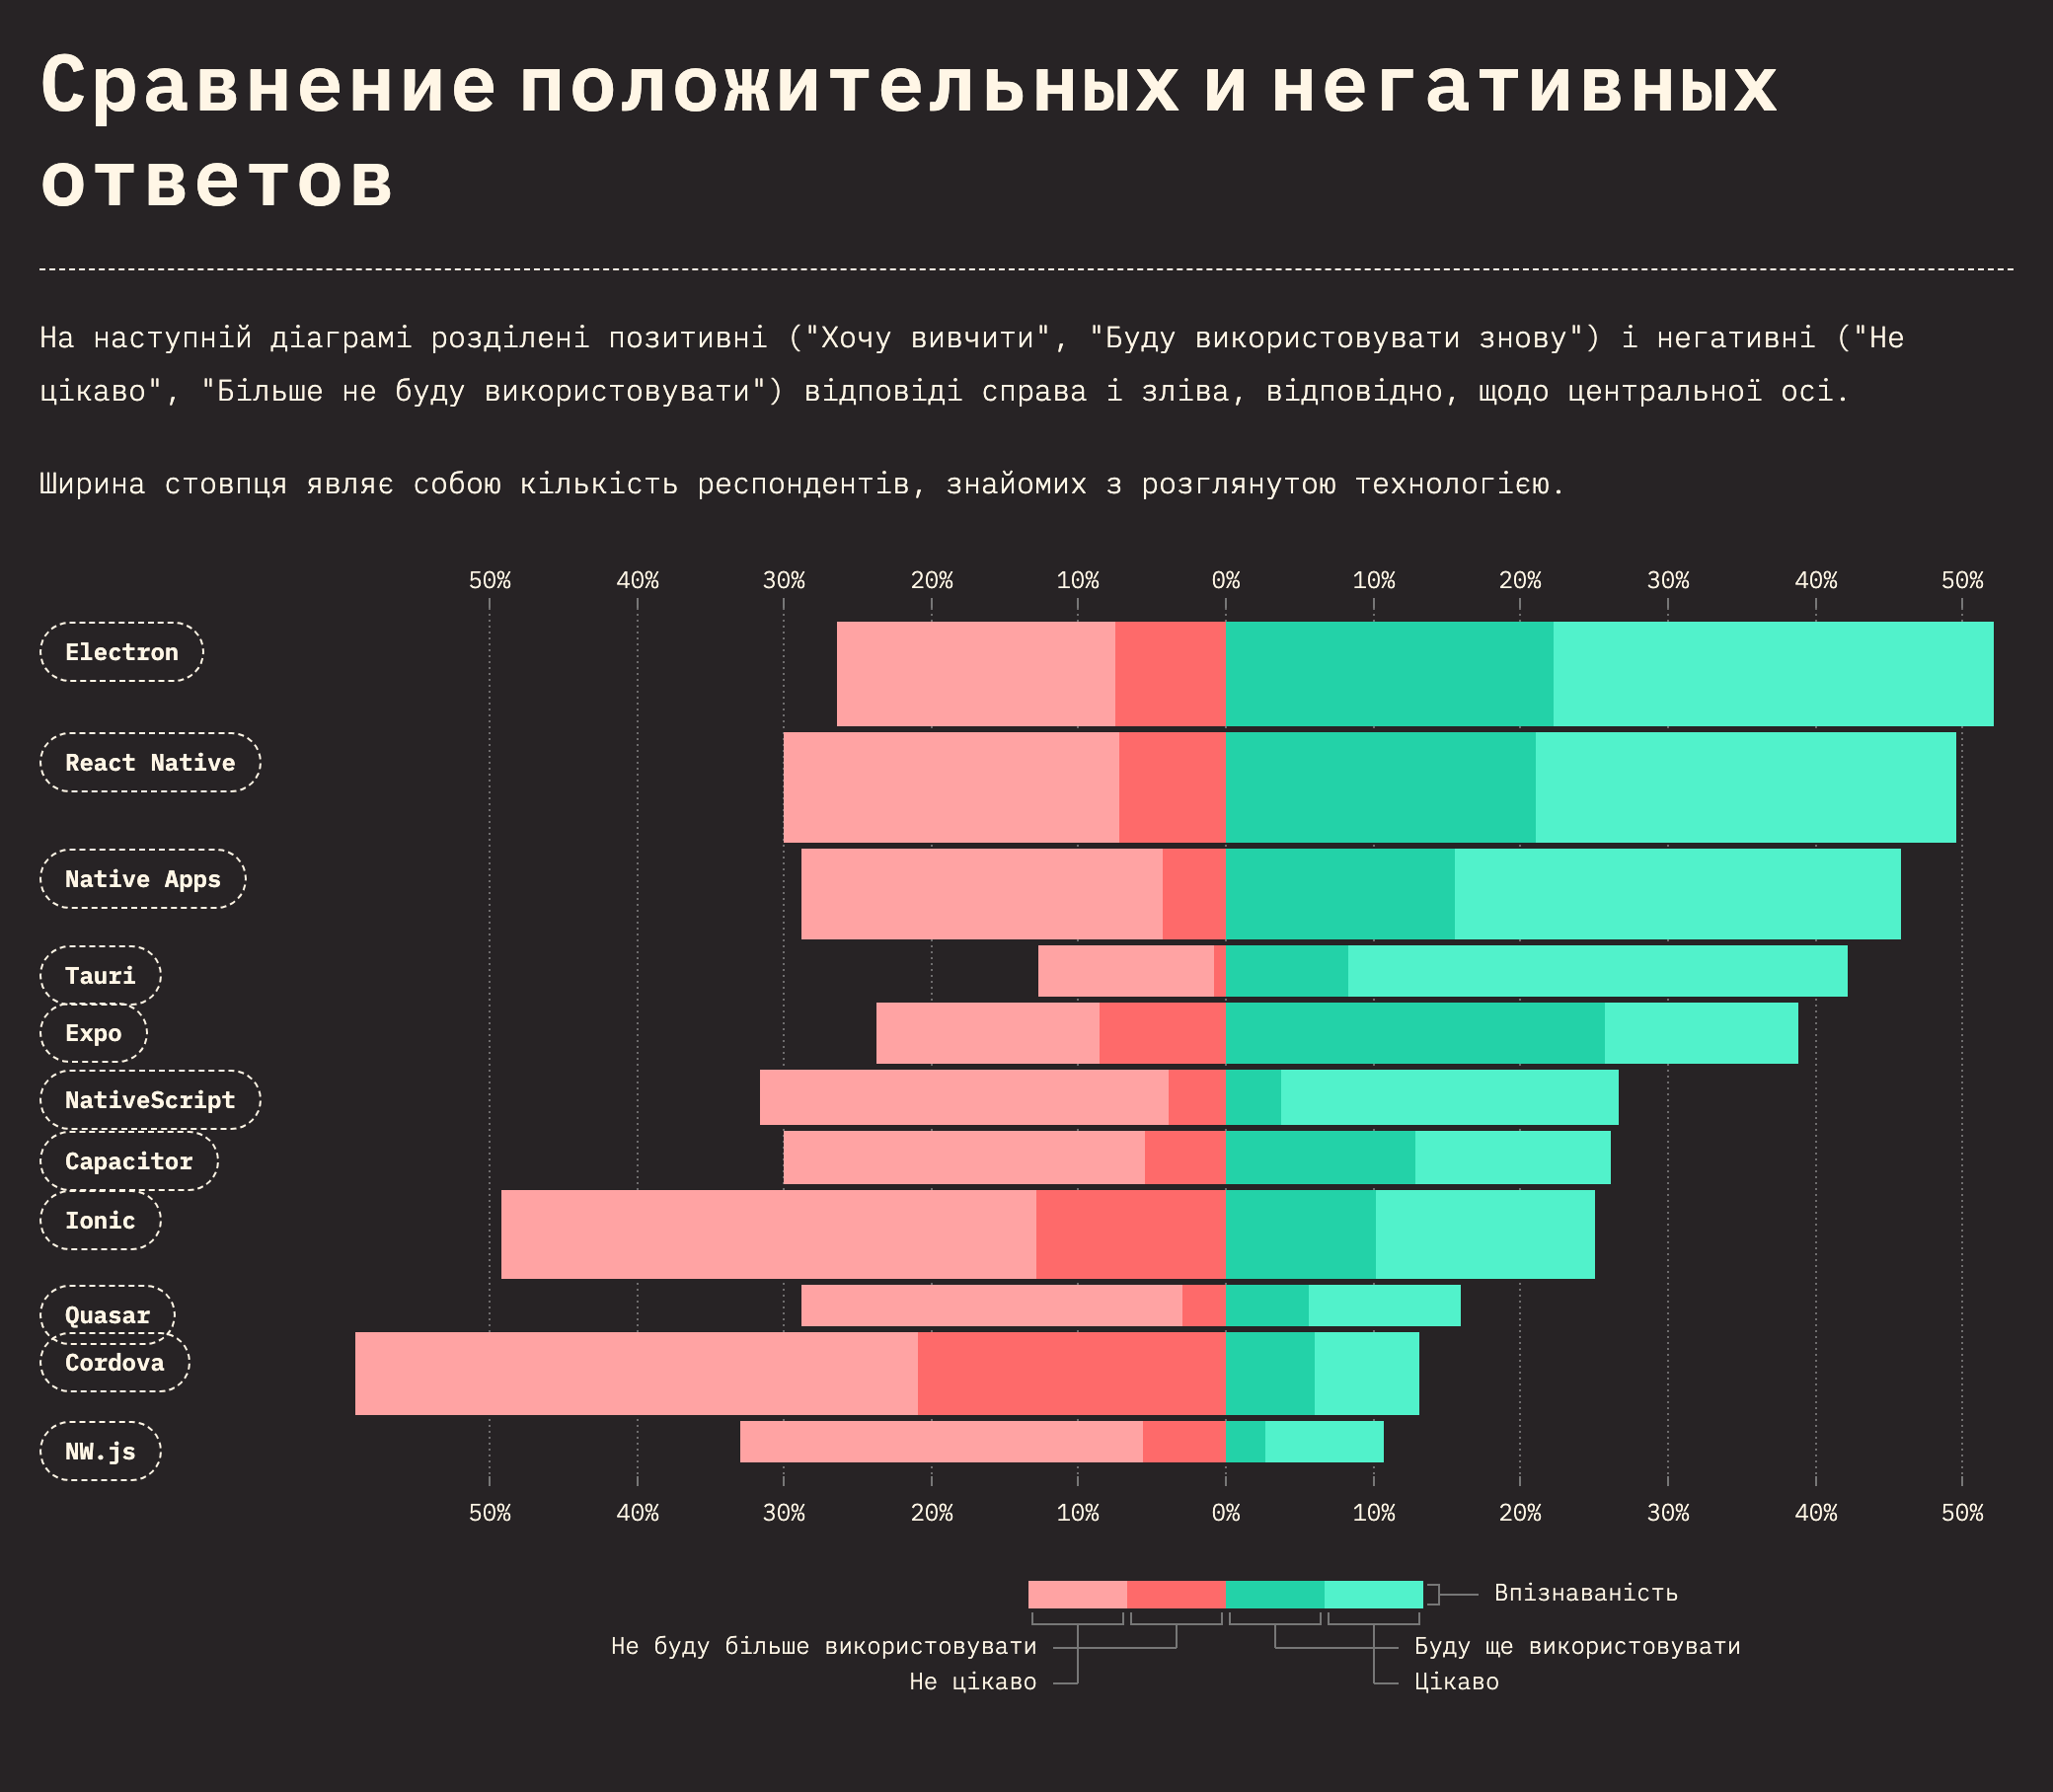 Сравнение положительных и негативных
ответов
На наступній діаграмі розділені позитивні ("Хочу вивчити", "Буду використовувати знову") і негативні ("Не
цікаво", "Більше не буду використовувати") відповіді справа і зліва, відповідно, щодо центральної осі.
Ширина стовпця являє собою кількість респондентів, знайомих з розглянутою технологією.
50% 40% 30% 20% 10% 0% 10% 20% 30% 40% 50%
Electron
React Native
Native Apps
Tauri
Expo
NativeScript
Capacitor
Ionic
Quasar
Cordova
NW.js
50% 40% 30% 20% 10% 0% 10% 20% 30% 40% 50%
Впізнаваність
Не буду більше використовувати Буду ще використовувати
Не цікаво Цікаво